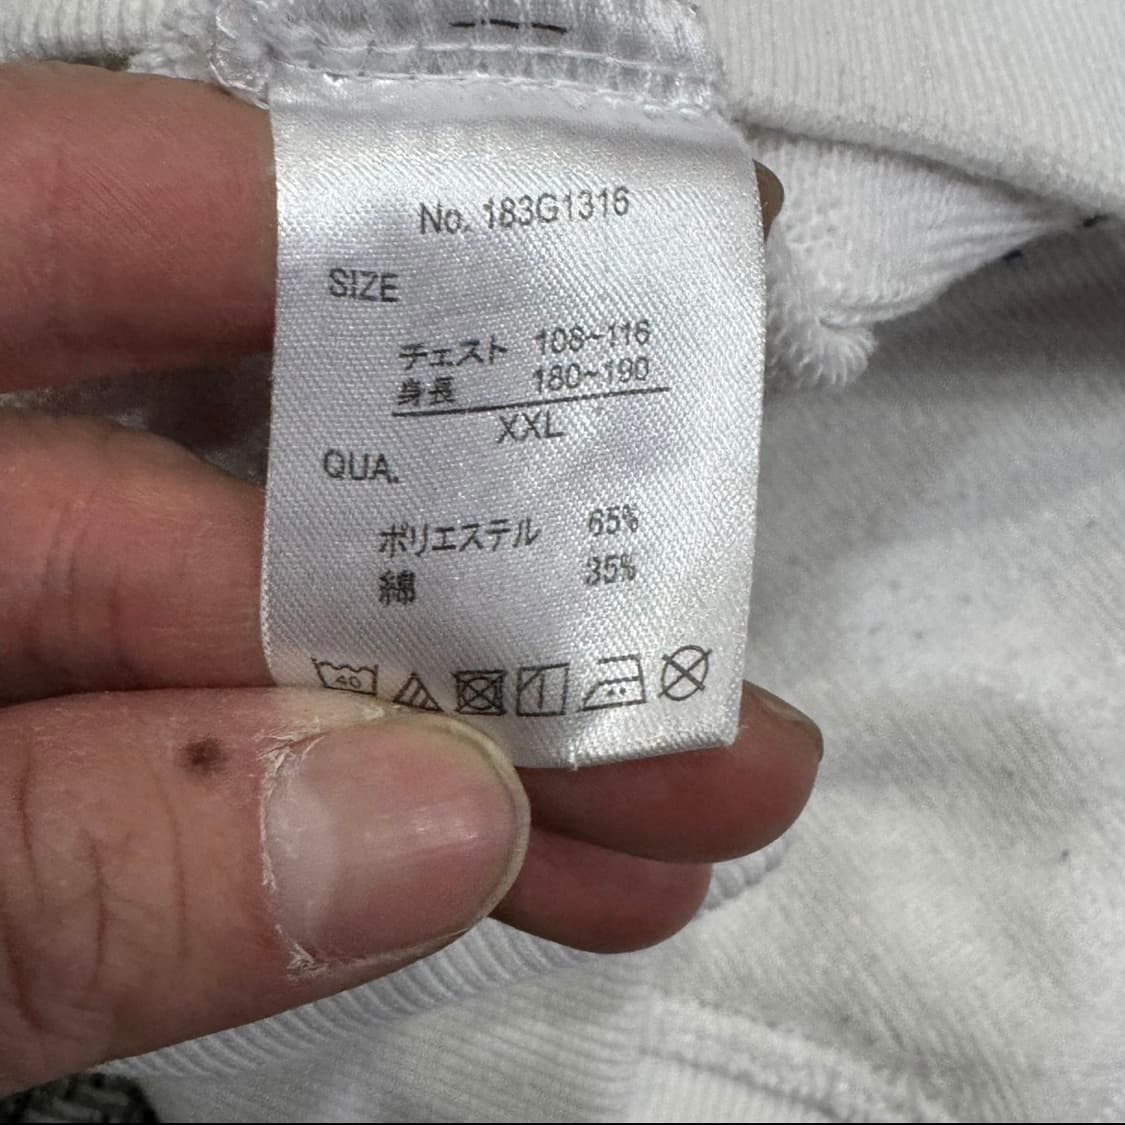 No. 183G1316
SIZE
チェスト 108~116
身長 180~190
XXL
QUA.
ポリエステル 65%
綿 35%
40